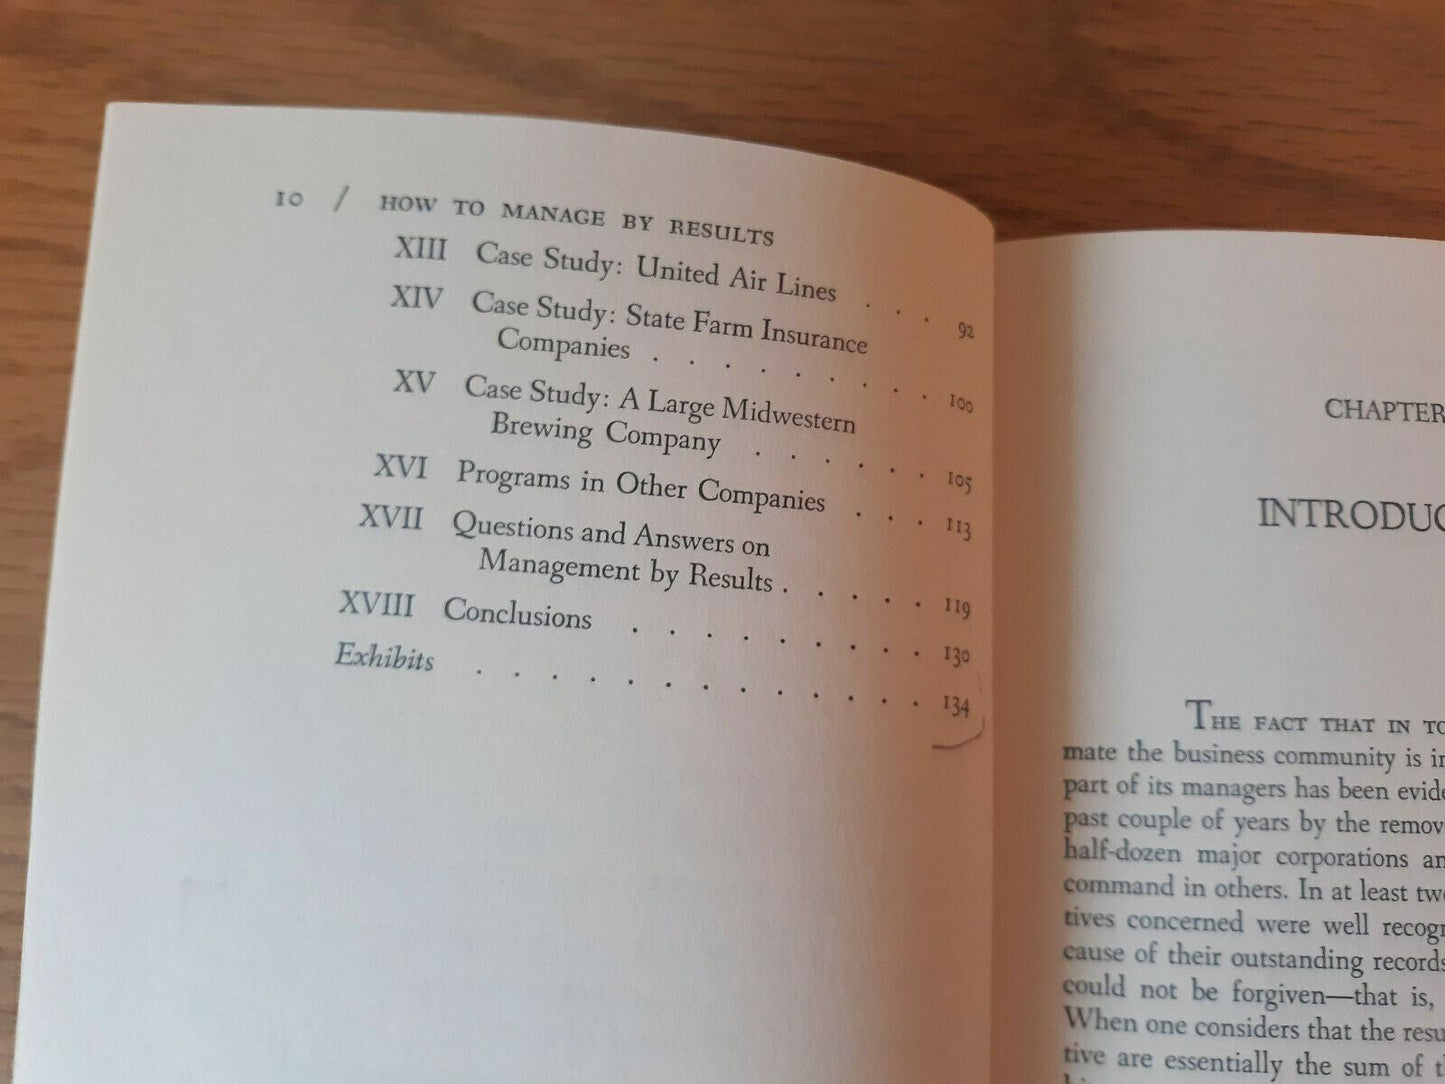 10 / HOW TO MANAGE BY RESULTS
XIII Case Study: United Air Lines . . . 92
XIV Case Study: State Farm Insurance
Companies . . . . . . . . 100
XV Case Study: A Large Midwestern
Brewing Company . . . . . . 105
XVI Programs in Other Companies . . . 113
XVII Questions and Answers on
Management by Results . . . . . 119
XVIII Conclusions . . . . . . . . . 130
Exhibits . . . . . . . . . . . . . 134
CHAPTER
INTRODUC
THE FACT THAT IN TO
mate the business community is in
part of its managers has been evide
past couple of years by the remov
half-dozen major corporations an
command in others. In at least two
tives concerned were well recogn
cause of their outstanding records
could not be forgiven—that is,
When one considers that the resu
tive are essentially the sum of t